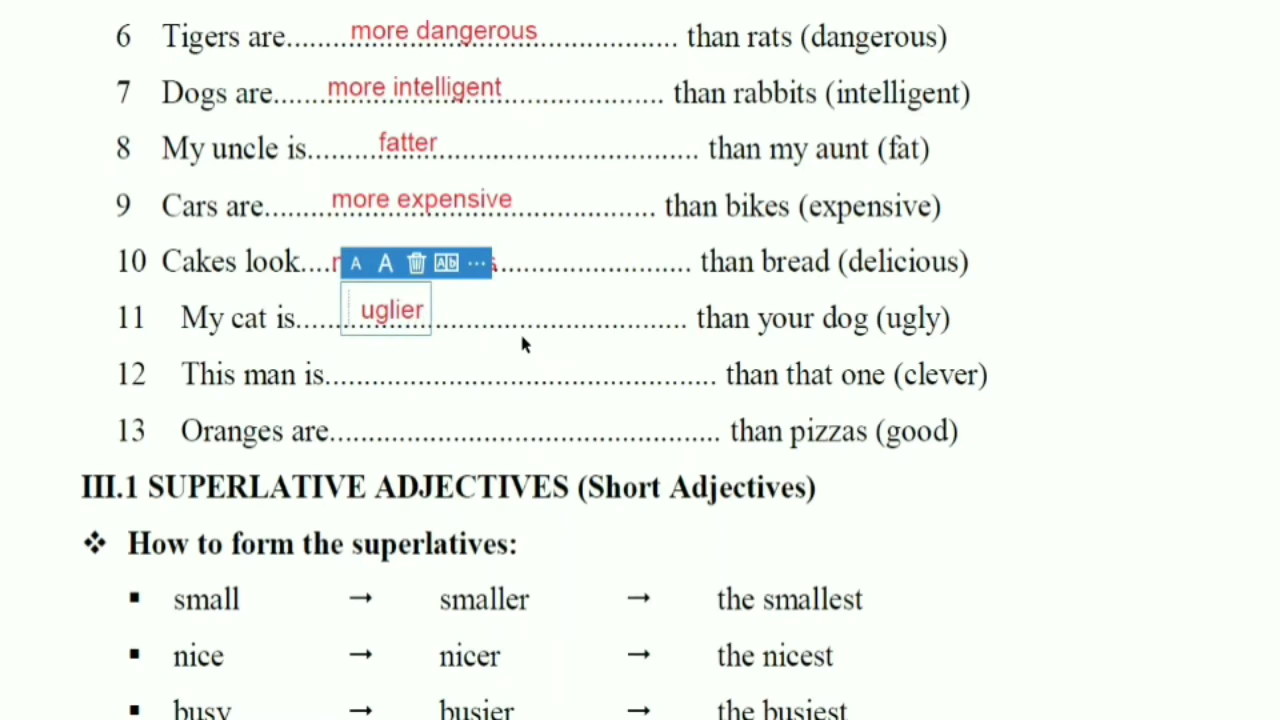 6 Tigers are.......more dangerous....... than rats (dangerous)
7 Dogs are.......more intelligent....... than rabbits (intelligent)
8 My uncle is.......fatter....... than my aunt (fat)
9 Cars are.......more expensive....... than bikes (expensive)
10 Cakes look....... than bread (delicious)
A A Ab ...
11 My cat is.......uglier....... than your dog (ugly)
12 This man is.............. than that one (clever)
13 Oranges are.............. than pizzas (good)
III.1 SUPERLATIVE ADJECTIVES (Short Adjectives)
❖ How to form the superlatives:
▪ small → smaller → the smallest
▪ nice → nicer → the nicest
▪ busy → busier → the busiest